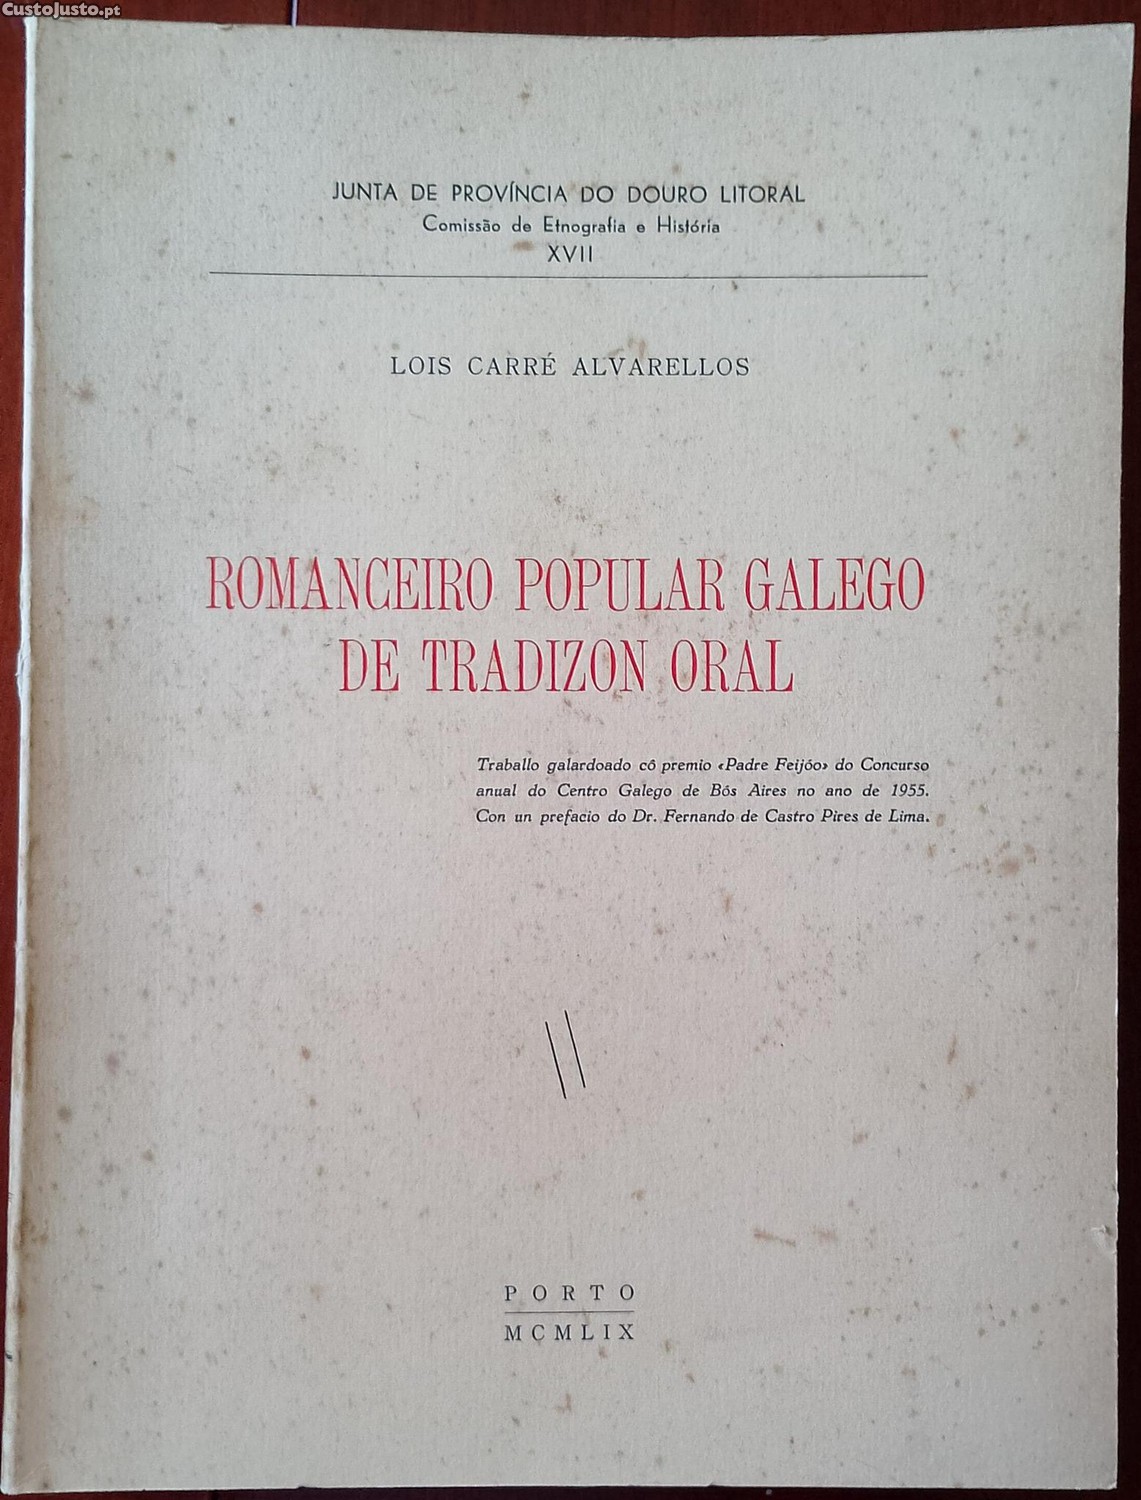 CustoJusto.pt
JUNTA DE PROVÍNCIA DO DOURO LITORAL
Comissão de Etnografia e História
XVII
LOIS CARRÉ ALVARELLOS
ROMANCEIRO POPULAR GALEGO
DE TRADIZON ORAL
Traballo galardoado cô premio «Padre Feijóo» do Concurso
anual do Centro Galego de Bós Aires no ano de 1955.
Con un prefacio do Dr. Fernando de Castro Pires de Lima.
PORTO
MCMLIX